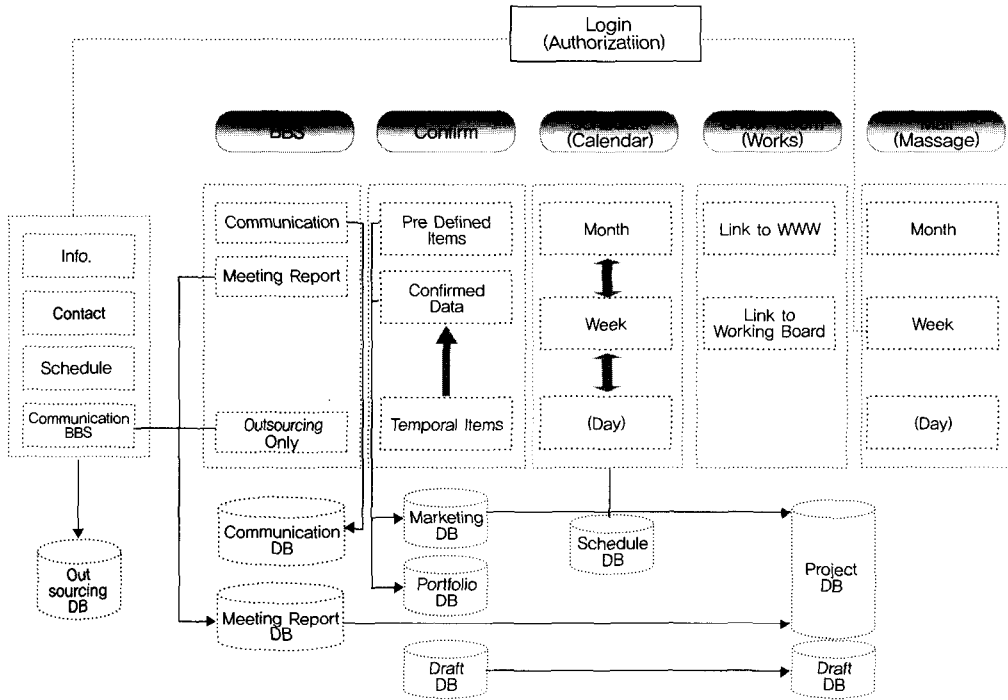 Login
(Authorizatiion)
BBS
Confirm
(Calendar)
(Works)
(Massage)
Info.
Contact
Schedule
Communication
BBS
Out
sourcing
DB
Communication
Meeting Report
Outsourcing
Only
Communication
DB
Meeting Report
DB
Pre Defined
Items
Confirmed
Data
Temporal Items
Marketing
DB
Portfolio
DB
Draft
DB
Month
Week
(Day)
Schedule
DB
Link to WWW
Link to
Working Board
Month
Week
(Day)
Project
DB
Draft
DB